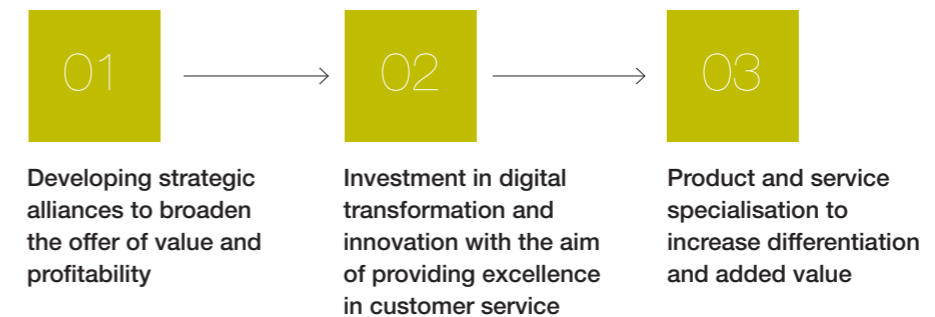 01
Developing strategic
alliances to broaden
the offer of value and
profitability
02
Investment in digital
transformation and
innovation with the aim
of providing excellence
in customer service
03
Product and service
specialisation to
increase differentiation
and added value